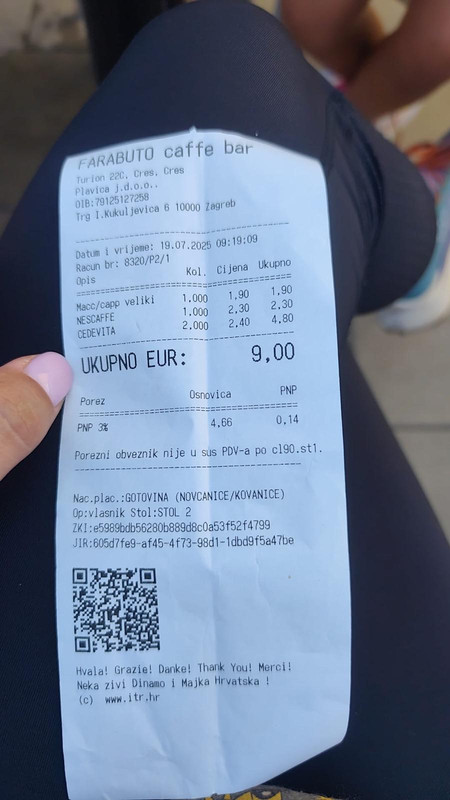 FARABUTO caffe bar
Turion 22C, Cres, Cres
Plavica j.d.o.o..
OIB:79125127258
Trg I.Kukuljevica 6 10000 Zagreb
Datum i vrijeme: 19.07.2025 09:19:09
Racun br: 8320/P2/1
Opis Kol. Cijena Ukupno
Macc/capp veliki 1.000 1.90 1.90
NESCAFFE 1.000 2.30 2.30
CEDEVITA 2.000 2.40 4.80
UKUPNO EUR: 9,00
Porez Osnovica PNP
PNP 3% 4,66 0,14
Porezni obveznik nije u sus PDV-a po cl90.st1.
Nac.plac.:GOTOVINA (NOVCANICE/KOVANICE)
Op:vlasnik Stol:STOL 2
ZKI:e5989bdb56280b889d8c0a53f52f4799
JIR:605d7fe9-af45-4f73-98d1-1dbd9f5a47be
Hvala! Grazie! Danke! Thank You! Merci!
Neka zivi Dinamo i Majka Hrvatska !
(c) www.itr.hr